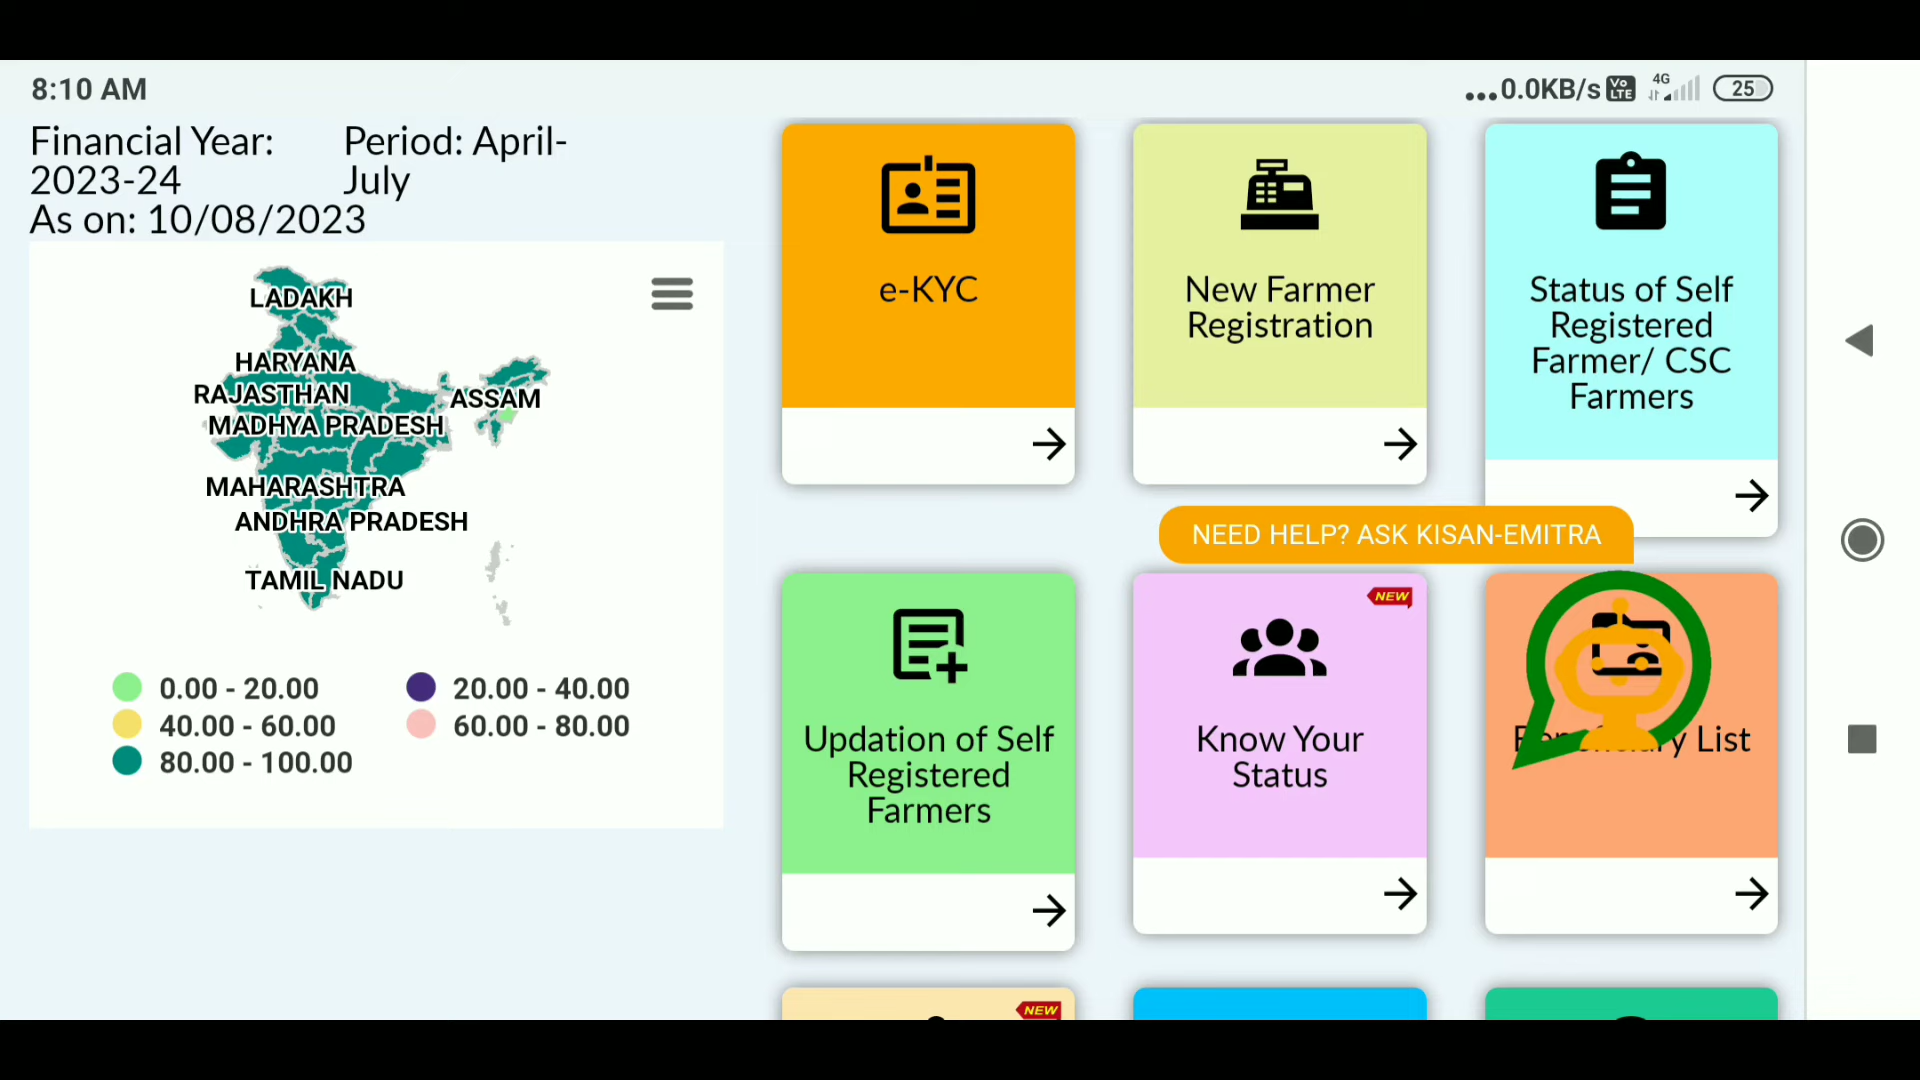 8:10 AM
...0.0KB/s Vo LTE 4G 25
Financial Year:
2023-24
Period: April-
July
As on: 10/08/2023
LADAKH
HARYANA
RAJASTHAN
ASSAM
MADHYA PRADESH
MAHARASHTRA
ANDHRA PRADESH
TAMIL NADU
0.00 - 20.00
20.00 - 40.00
40.00 - 60.00
60.00 - 80.00
80.00 - 100.00
e-KYC
New Farmer
Registration
Status of Self
Registered
Farmer/ CSC
Farmers
NEED HELP? ASK KISAN-EMITRA
Updation of Self
Registered
Farmers
NEW
Know Your
Status
Beneficiary List
NEW